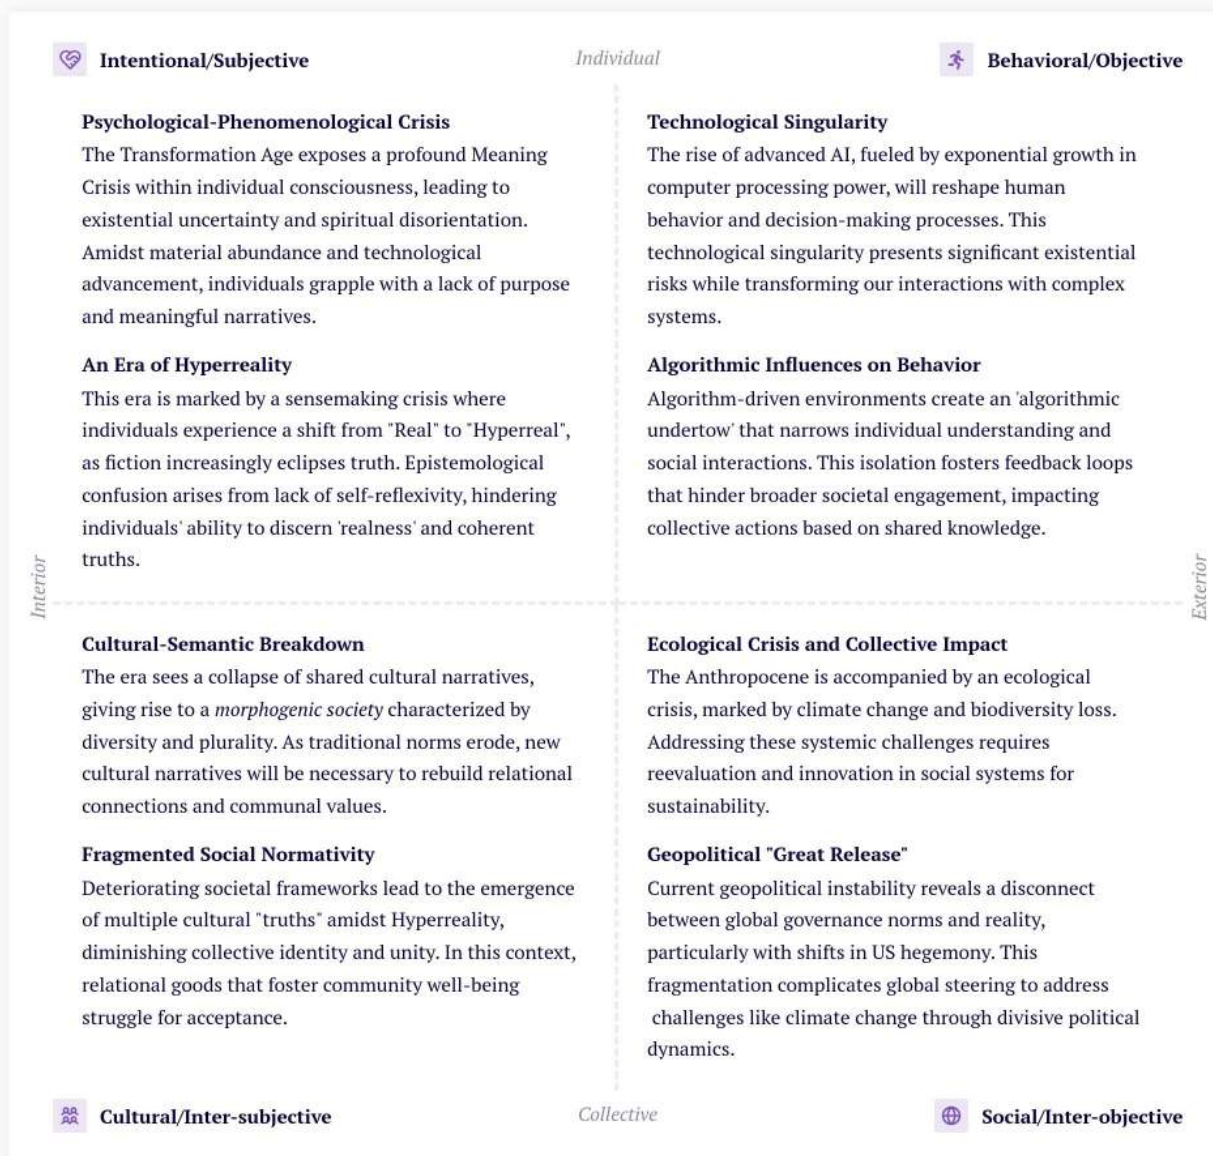 Intentional/Subjective
Individual
Behavioral/Objective
Psychological-Phenomenological Crisis
The Transformation Age exposes a profound Meaning
Crisis within individual consciousness, leading to
existential uncertainty and spiritual disorientation.
Amidst material abundance and technological
advancement, individuals grapple with a lack of purpose
and meaningful narratives.
An Era of Hyperreality
This era is marked by a sensemaking crisis where
individuals experience a shift from "Real" to "Hyperreal",
as fiction increasingly eclipses truth. Epistemological
confusion arises from lack of self-reflexivity, hindering
individuals' ability to discern 'realness' and coherent
truths.
Technological Singularity
The rise of advanced AI, fueled by exponential growth in
computer processing power, will reshape human
behavior and decision-making processes. This
technological singularity presents significant existential
risks while transforming our interactions with complex
systems.
Algorithmic Influences on Behavior
Algorithm-driven environments create an 'algorithmic
undertow' that narrows individual understanding and
social interactions. This isolation fosters feedback loops
that hinder broader societal engagement, impacting
collective actions based on shared knowledge.
Interior
Exterior
Cultural-Semantic Breakdown
The era sees a collapse of shared cultural narratives,
giving rise to a morphogenic society characterized by
diversity and plurality. As traditional norms erode, new
cultural narratives will be necessary to rebuild relational
connections and communal values.
Fragmented Social Normativity
Deteriorating societal frameworks lead to the emergence
of multiple cultural "truths" amidst Hyperreality,
diminishing collective identity and unity. In this context,
relational goods that foster community well-being
struggle for acceptance.
Ecological Crisis and Collective Impact
The Anthropocene is accompanied by an ecological
crisis, marked by climate change and biodiversity loss.
Addressing these systemic challenges requires
reevaluation and innovation in social systems for
sustainability.
Geopolitical "Great Release"
Current geopolitical instability reveals a disconnect
between global governance norms and reality,
particularly with shifts in US hegemony. This
fragmentation complicates global steering to address
challenges like climate change through divisive political
dynamics.
Cultural/Inter-subjective
Collective
Social/Inter-objective